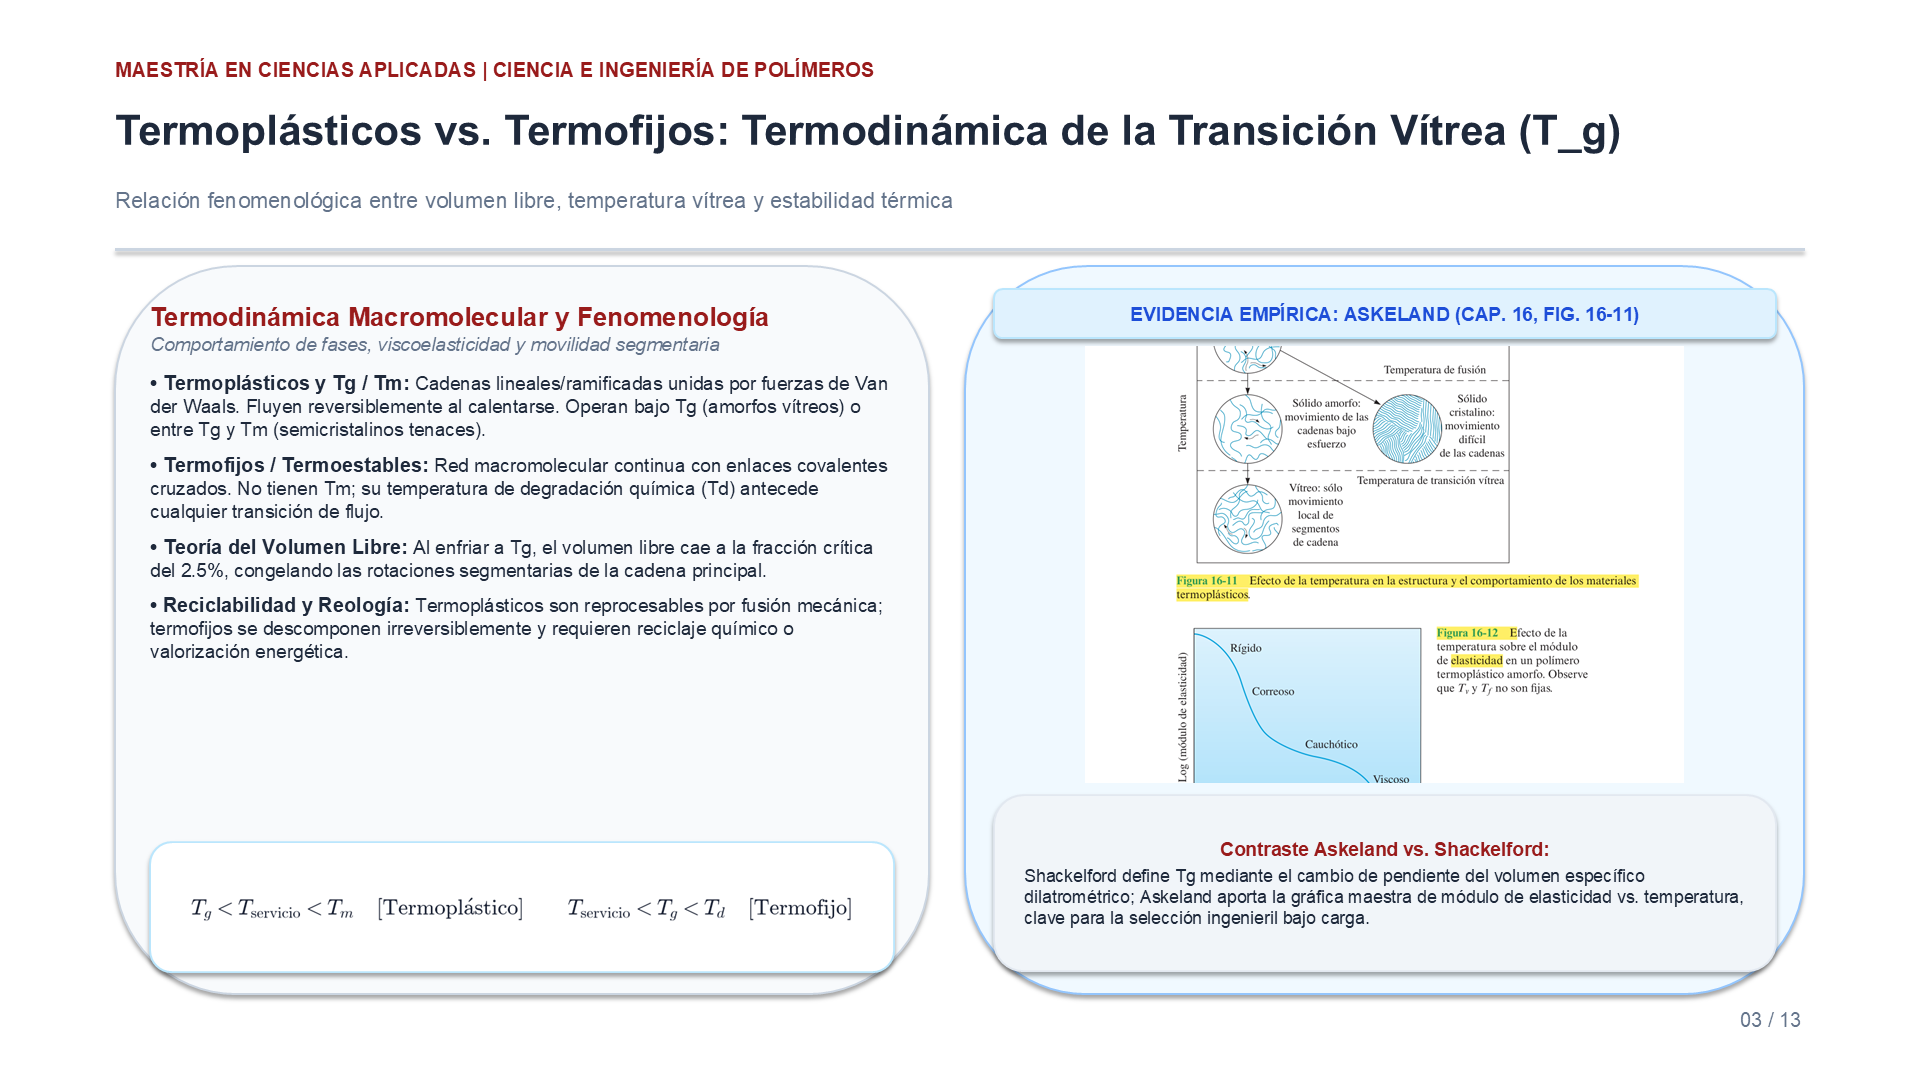 MAESTRÍA EN CIENCIAS APLICADAS | CIENCIA E INGENIERÍA DE POLÍMEROS
Termoplásticos vs. Termofijos: Termodinámica de la Transición Vítrea (T_g)
Relación fenomenológica entre volumen libre, temperatura vítrea y estabilidad térmica
Termodinámica Macromolecular y Fenomenología
Comportamiento de fases, viscoelasticidad y movilidad segmentaria
• Termoplásticos y Tg / Tm: Cadenas lineales/ramificadas unidas por fuerzas de Van
der Waals. Fluyen reversiblemente al calentarse. Operan bajo Tg (amorfos vítreos) o
entre Tg y Tm (semicristalinos tenaces).
• Termofijos / Termoestables: Red macromolecular continua con enlaces covalentes
cruzados. No tienen Tm; su temperatura de degradación química (Td) antecede
cualquier transición de flujo.
• Teoría del Volumen Libre: Al enfriar a Tg, el volumen libre cae a la fracción crítica
del 2.5%, congelando las rotaciones segmentarias de la cadena principal.
• Reciclabilidad y Reología: Termoplásticos son reprocesables por fusión mecánica;
termofijos se descomponen irreversiblemente y requieren reciclaje químico o
valorización energética.
T_g < T_servicio < T_m [Termoplástico] T_servicio < T_g < T_d [Termofijo]
EVIDENCIA EMPÍRICA: ASKELAND (CAP. 16, FIG. 16-11)
Temperatura
Temperatura de fusión
Sólido amorfo:
movimiento de las
cadenas bajo
esfuerzo
Sólido
cristalino:
movimiento
difícil
de las cadenas
Temperatura de transición vítrea
Vítreo: sólo
movimiento
local de
segmentos
de cadena
Figura 16-11 Efecto de la temperatura en la estructura y el comportamiento de los materiales
termoplásticos.
Log (módulo de elasticidad)
Rígido
Correoso
Cauchótico
Viscoso
Figura 16-12 Efecto de la
temperatura sobre el módulo
de elasticidad en un polímero
termoplástico amorfo. Observe
que T_v y T_f no son fijas.
Contraste Askeland vs. Shackelford:
Shackelford define Tg mediante el cambio de pendiente del volumen específico
dilatrométrico; Askeland aporta la gráfica maestra de módulo de elasticidad vs. temperatura,
clave para la selección ingenieril bajo carga.
03 / 13